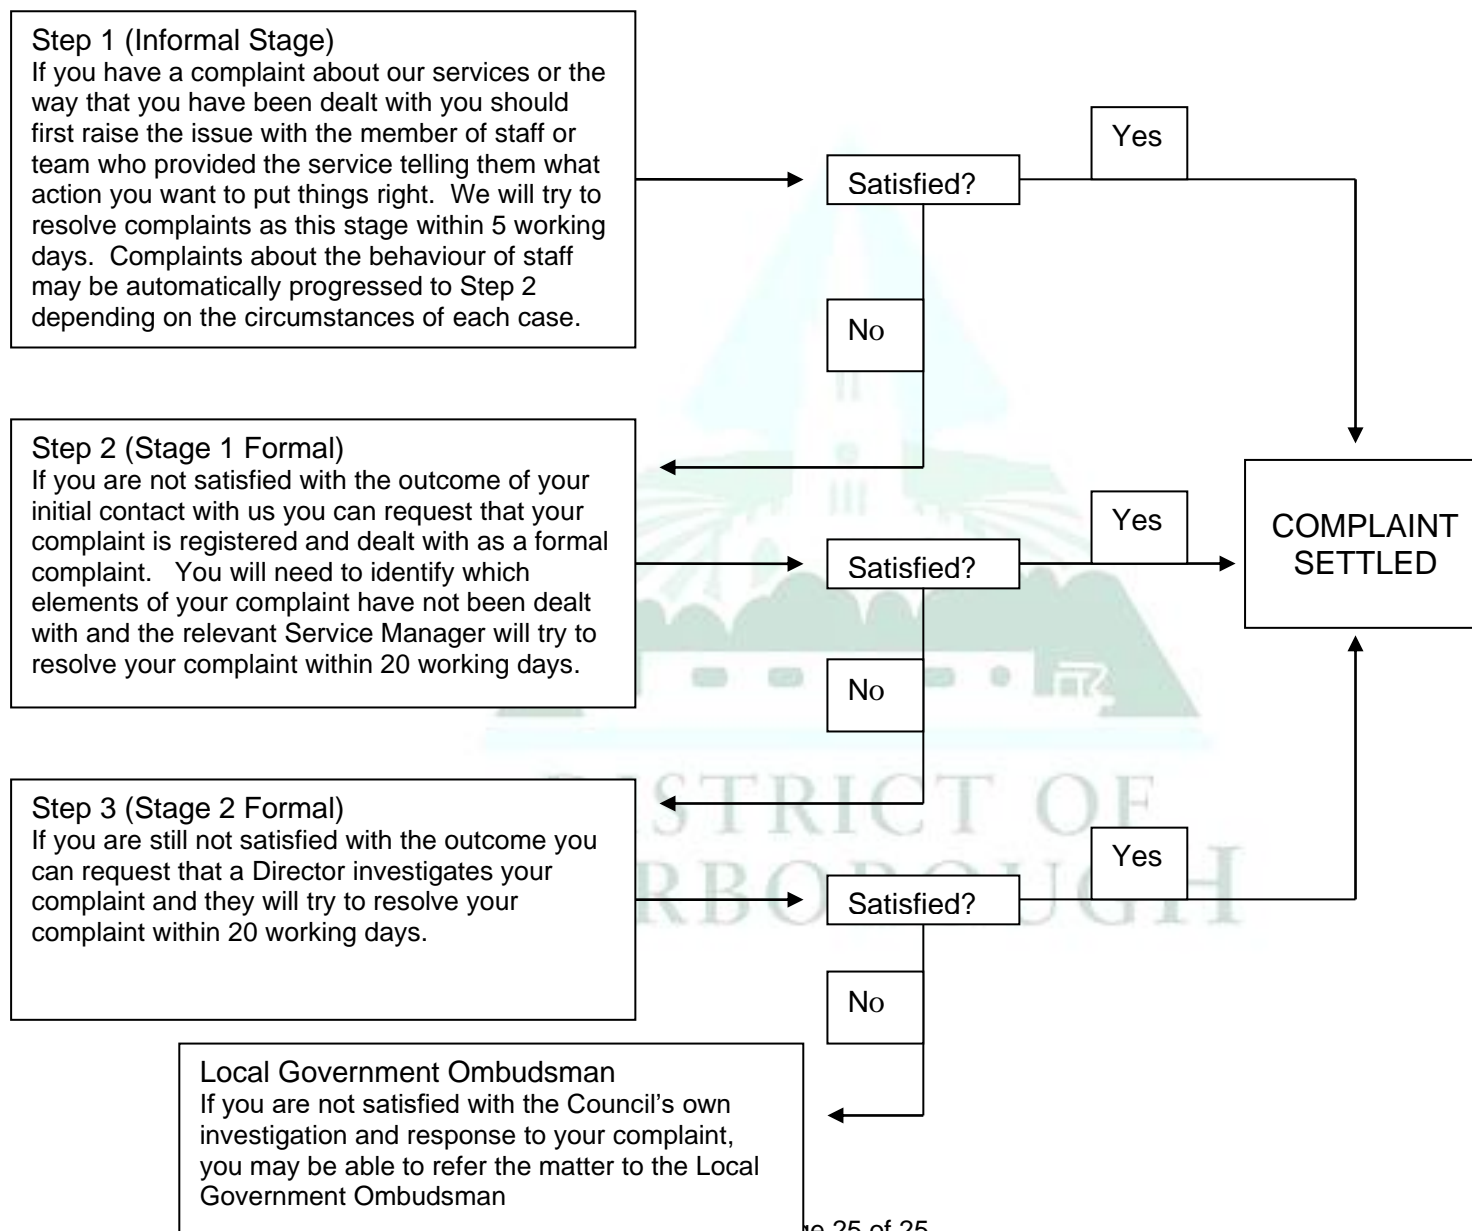 Step 1 (Informal Stage)
If you have a complaint about our services or the
way that you have been dealt with you should
first raise the issue with the member of staff or
team who provided the service telling them what
action you want to put things right.  We will try to
resolve complaints as this stage within 5 working
days.  Complaints about the behaviour of staff
may be automatically progressed to Step 2
depending on the circumstances of each case.
Satisfied?
Yes
No
Step 2 (Stage 1 Formal)
If you are not satisfied with the outcome of your
initial contact with us you can request that your
complaint is registered and dealt with as a formal
complaint.   You will need to identify which
elements of your complaint have not been dealt
with and the relevant Service Manager will try to
resolve your complaint within 20 working days.
Satisfied?
Yes
No
COMPLAINT
SETTLED
Step 3 (Stage 2 Formal)
If you are still not satisfied with the outcome you
can request that a Director investigates your
complaint and they will try to resolve your
complaint within 20 working days.
Satisfied?
Yes
No
Local Government Ombudsman
If you are not satisfied with the Council’s own
investigation and response to your complaint,
you may be able to refer the matter to the Local
Government Ombudsman
25 of 25
OF